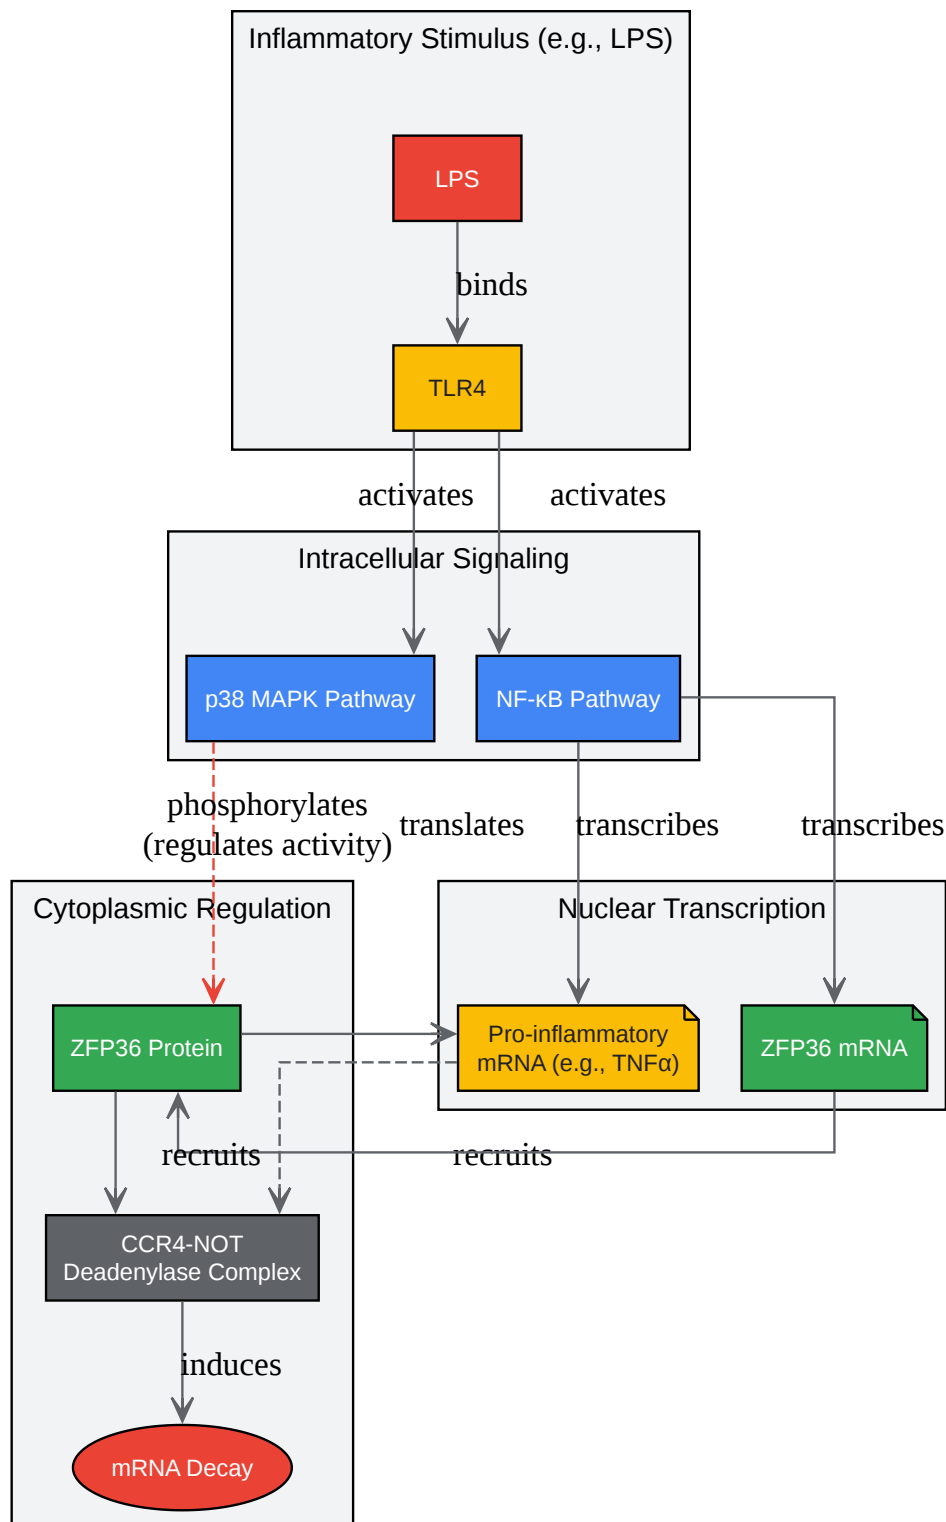 Inflammatory Stimulus (e.g., LPS)
LPS
binds
TLR4
activates
activates
Intracellular Signaling
p38 MAPK Pathway
NF-κB Pathway
phosphorylates
(regulates activity)
translates
transcribes
transcribes
Cytoplasmic Regulation
Nuclear Transcription
ZFP36 Protein
Pro-inflammatory
mRNA (e.g., TNFα)
ZFP36 mRNA
recruits
recruits
CCR4-NOT
Deadenylase Complex
induces
mRNA Decay